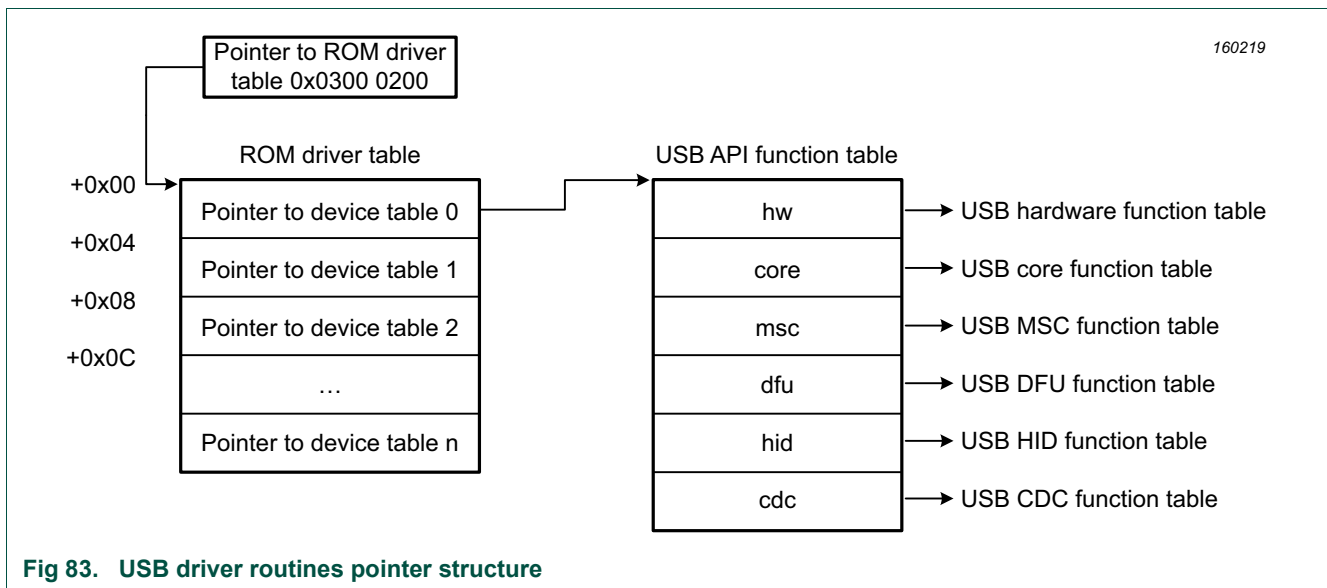 160219
Pointer to ROM driver
table 0x0300 0200
ROM driver table
+0x00
Pointer to device table 0
+0x04
Pointer to device table 1
+0x08
Pointer to device table 2
+0x0C
…
Pointer to device table n
USB API function table
hw
USB hardware function table
core
USB core function table
msc
USB MSC function table
dfu
USB DFU function table
hid
USB HID function table
cdc
USB CDC function table
Fig 83. USB driver routines pointer structure